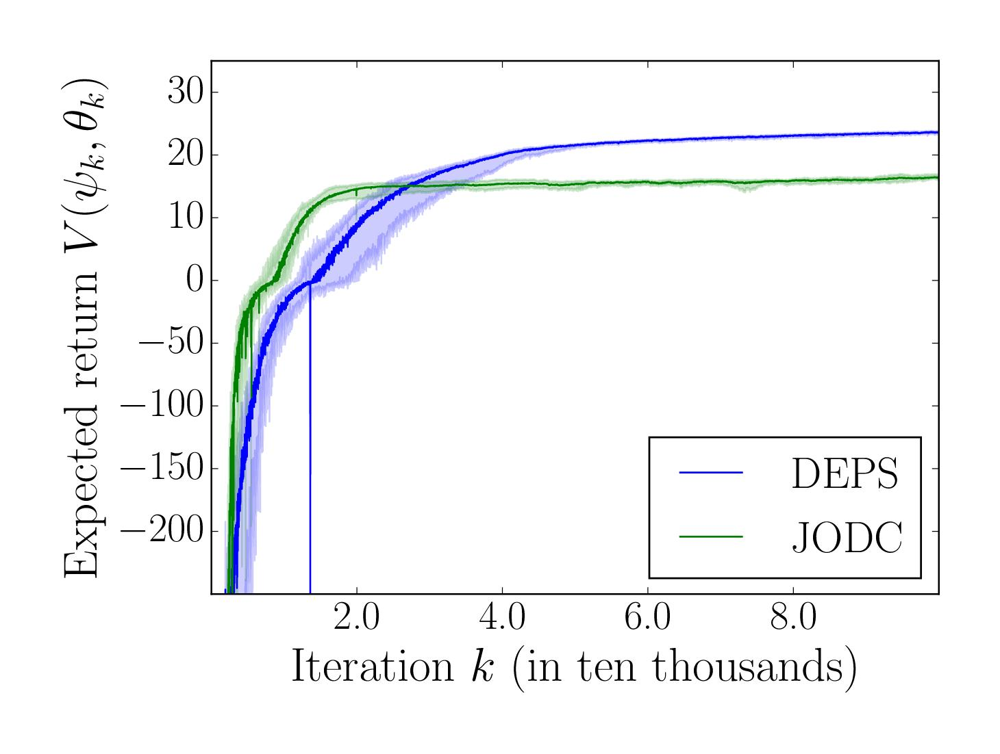 Expected return V(ψₖ, θₖ)
30
20
10
0
−50
−100
−150
−200
2.0 4.0 6.0 8.0
Iteration k (in ten thousands)
DEPS
JODC